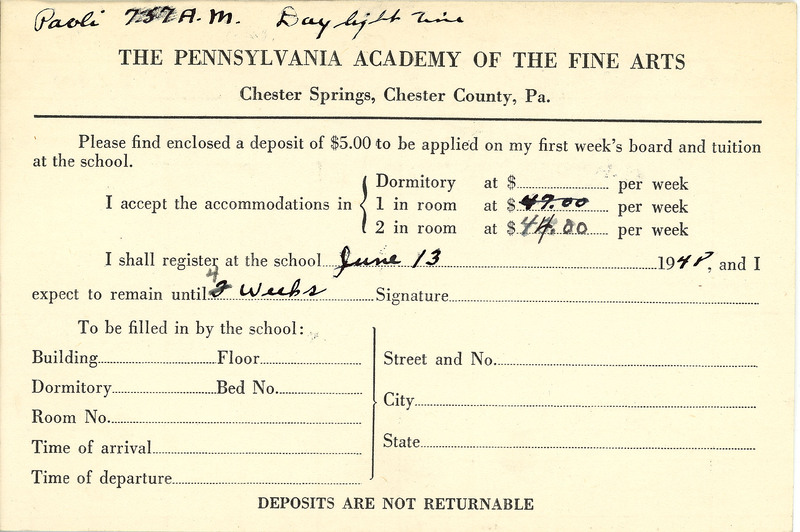 Paoli 757 A.M. Daylight time
THE PENNSYLVANIA ACADEMY OF THE FINE ARTS
Chester Springs, Chester County, Pa.
Please find enclosed a deposit of $5.00 to be applied on my first week's board and tuition
at the school.
Dormitory at $ per week
I accept the accommodations in 1 in room at $ 47.00 per week
2 in room at $ 44.00 per week
I shall register at the school June 13 1948, and I
expect to remain until 4 Weeks Signature
To be filled in by the school:
Building Floor
Street and No.
Dormitory Bed No.
City
Room No.
State
Time of arrival
Time of departure
DEPOSITS ARE NOT RETURNABLE